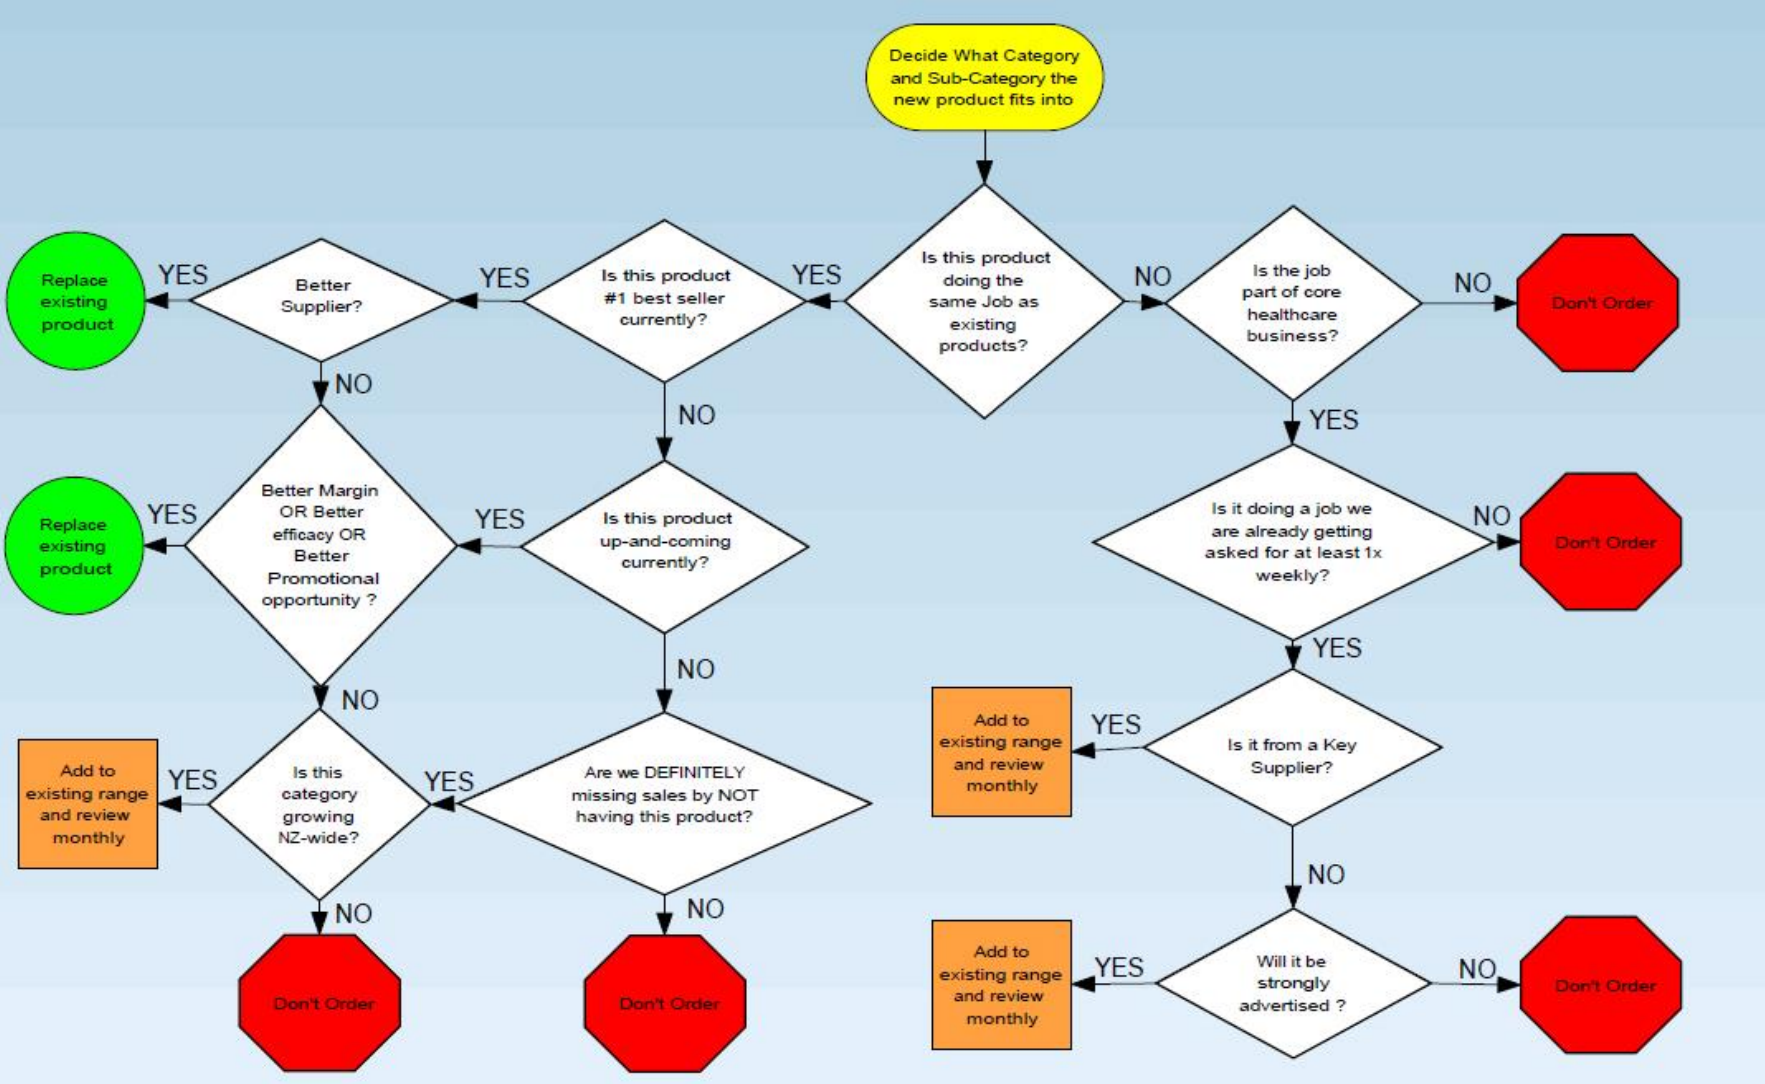 Decide What Category
and Sub-Category the
new product fits into
Is this product
doing the
same Job as
existing
products?
YES
NO
Is this product
#1 best seller
currently?
YES
NO
Better
Supplier?
YES
NO
Replace
existing
product
Is the job
part of core
healthcare
business?
NO
YES
Don't Order
Better Margin
OR Better
efficacy OR
Better
Promotional
opportunity ?
YES
NO
Replace
existing
product
Is this product
up-and-coming
currently?
YES
NO
Is it doing a job we
are already getting
asked for at least 1x
weekly?
NO
YES
Don't Order
Is this
category
growing
NZ-wide?
YES
NO
Add to
existing range
and review
monthly
Don't Order
Are we DEFINITELY
missing sales by NOT
having this product?
YES
NO
Don't Order
Is it from a Key
Supplier?
YES
NO
Add to
existing range
and review
monthly
Will it be
strongly
advertised ?
YES
NO
Add to
existing range
and review
monthly
Don't Order